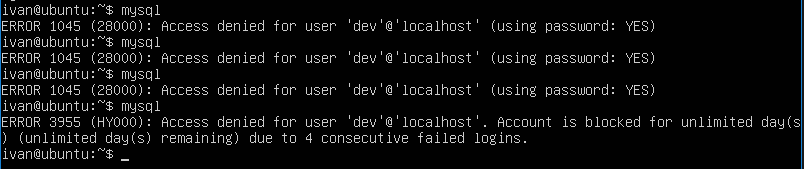 ivan@ubuntu:~$ mysql
ERROR 1045 (28000): Access denied for user 'dev'@'localhost' (using password: YES)
ivan@ubuntu:~$ mysql
ERROR 1045 (28000): Access denied for user 'dev'@'localhost' (using password: YES)
ivan@ubuntu:~$ mysql
ERROR 1045 (28000): Access denied for user 'dev'@'localhost' (using password: YES)
ivan@ubuntu:~$ mysql
ERROR 3955 (HY000): Access denied for user 'dev'@'localhost'. Account is blocked for unlimited day(s
) (unlimited day(s) remaining) due to 4 consecutive failed logins.
ivan@ubuntu:~$ _